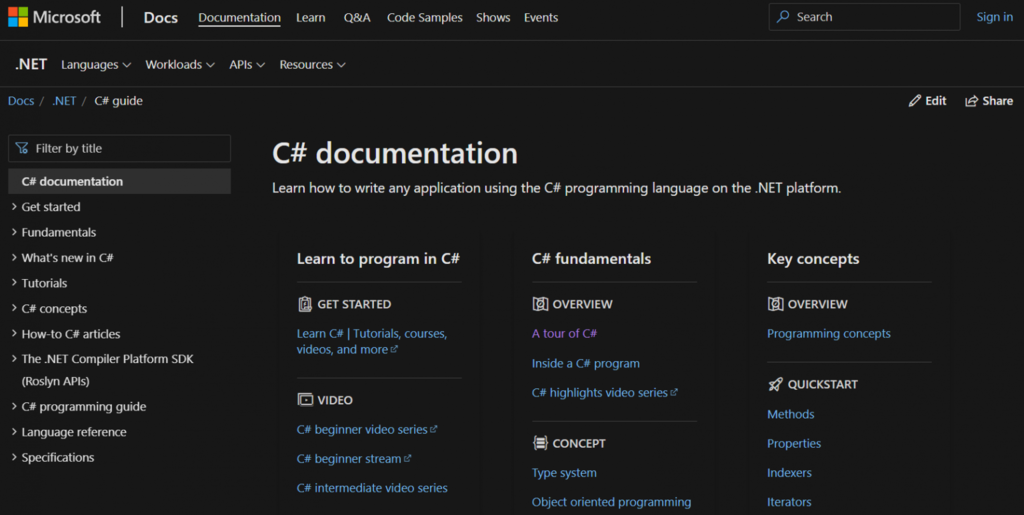 Microsoft Docs Documentation Learn Q&A Code Samples Shows Events Search Sign in
.NET Languages Workloads APIs Resources
Docs / .NET / C# guide Edit Share
Filter by title
C# documentation
Get started
Fundamentals
What's new in C#
Tutorials
C# concepts
How-to C# articles
The .NET Compiler Platform SDK
(Roslyn APIs)
C# programming guide
Language reference
Specifications
C# documentation
Learn how to write any application using the C# programming language on the .NET platform.
Learn to program in C#
GET STARTED
Learn C# | Tutorials, courses,
videos, and more
VIDEO
C# beginner video series
C# beginner stream
C# intermediate video series
C# fundamentals
OVERVIEW
A tour of C#
Inside a C# program
C# highlights video series
CONCEPT
Type system
Object oriented programming
Key concepts
OVERVIEW
Programming concepts
QUICKSTART
Methods
Properties
Indexers
Iterators